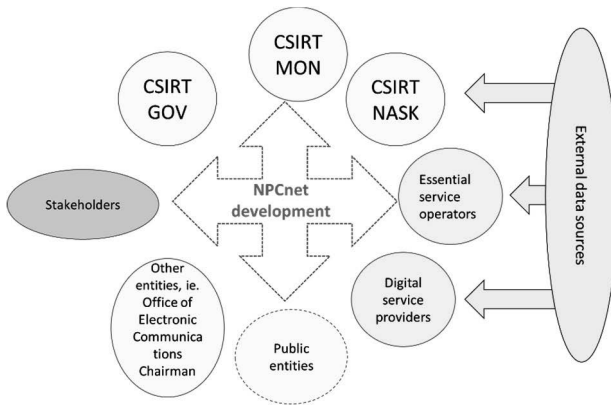 CSIRT
MON
CSIRT
GOV
CSIRT
NASK
NPCnet
development
Stakeholders
Essential
service
operators
External data sources
Other
entities, ie.
Office of
Electronic
Communica
tions
Chairman
Public
entities
Digital
service
providers